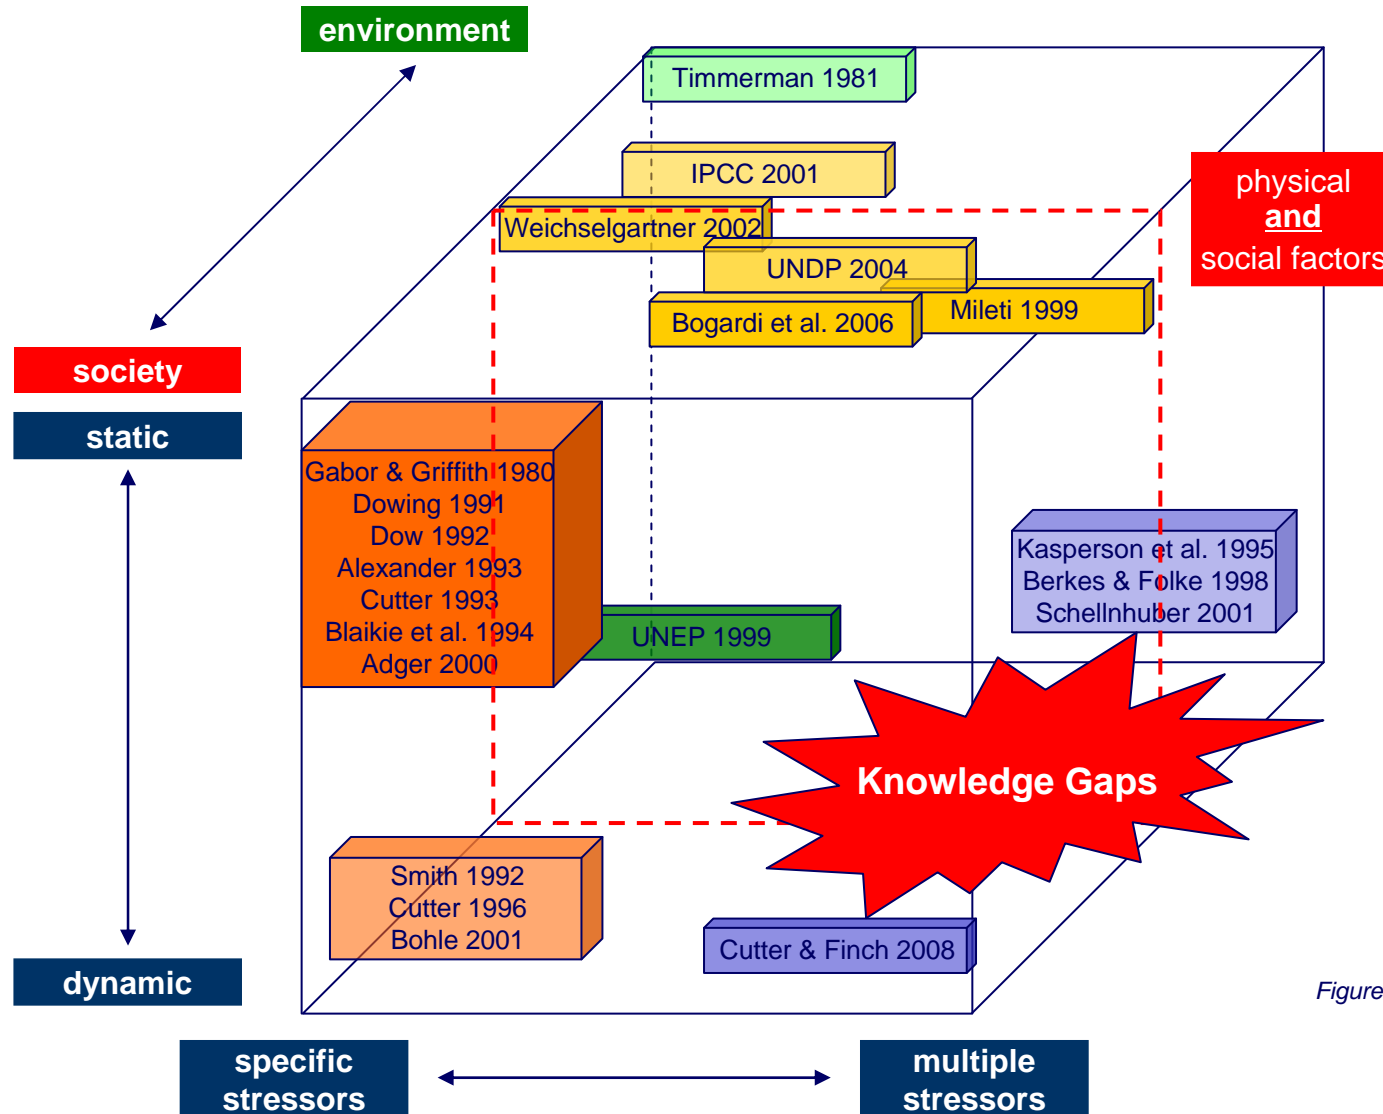 environment
Timmerman 1981
IPCC 2001
physical
and
social factors
Weichselgartner 2002
UNDP 2004
Mileti 1999
Bogardi et al. 2006
society
static
Gabor & Griffith 1980
Dowing 1991
Dow 1992
Alexander 1993
Cutter 1993
Blaikie et al. 1994
Adger 2000
Kasperson et al. 1995
Berkes & Folke 1998
Schellnhuber 2001
UNEP 1999
Knowledge Gaps
Smith 1992
Cutter 1996
Bohle 2001
Cutter & Finch 2008
dynamic
Figure
specific
stressors
multiple
stressors